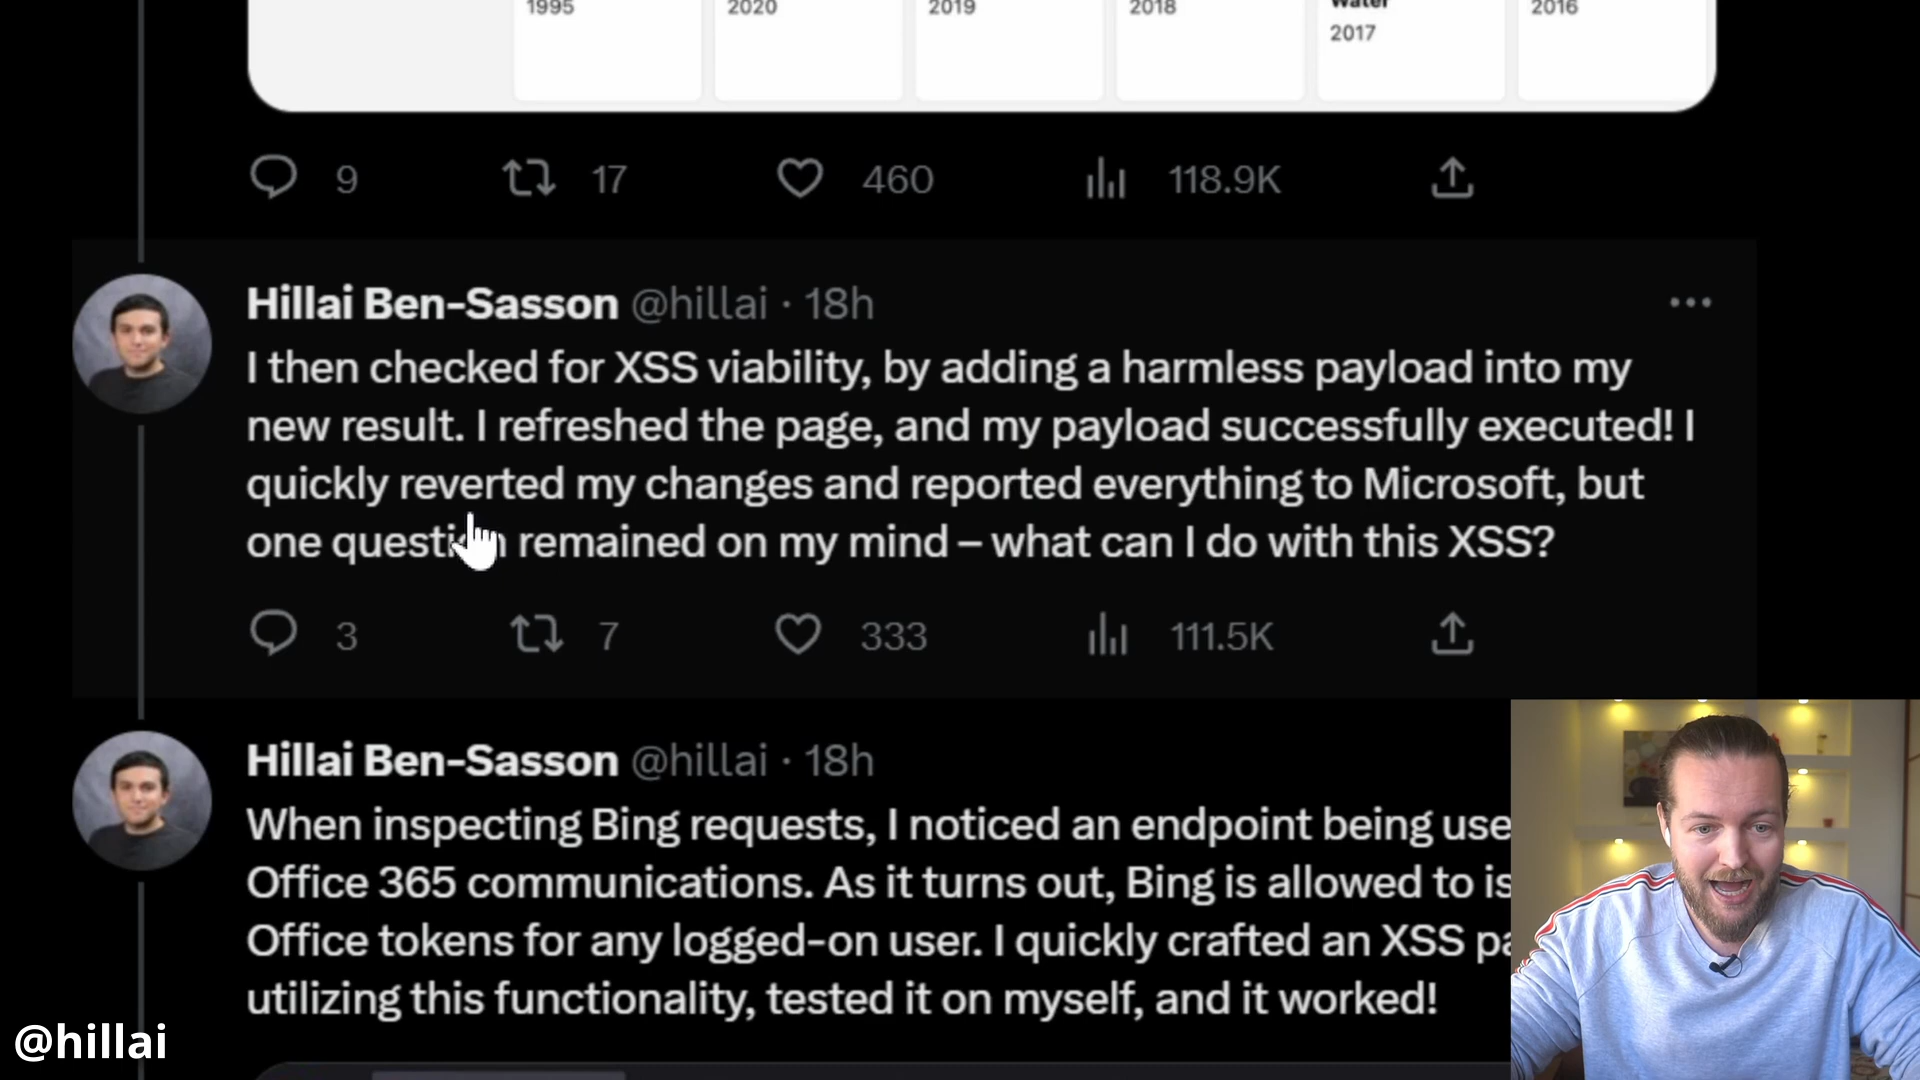 1995
2020
2019
2018
Water
2017
2016
9
17
460
118.9K
Hillai Ben-Sasson @hillai · 18h
I then checked for XSS viability, by adding a harmless payload into my
new result. I refreshed the page, and my payload successfully executed! I
quickly reverted my changes and reported everything to Microsoft, but
one question remained on my mind – what can I do with this XSS?
3
7
333
111.5K
Hillai Ben-Sasson @hillai · 18h
When inspecting Bing requests, I noticed an endpoint being use
Office 365 communications. As it turns out, Bing is allowed to is
Office tokens for any logged-on user. I quickly crafted an XSS pa
utilizing this functionality, tested it on myself, and it worked!
@hillai